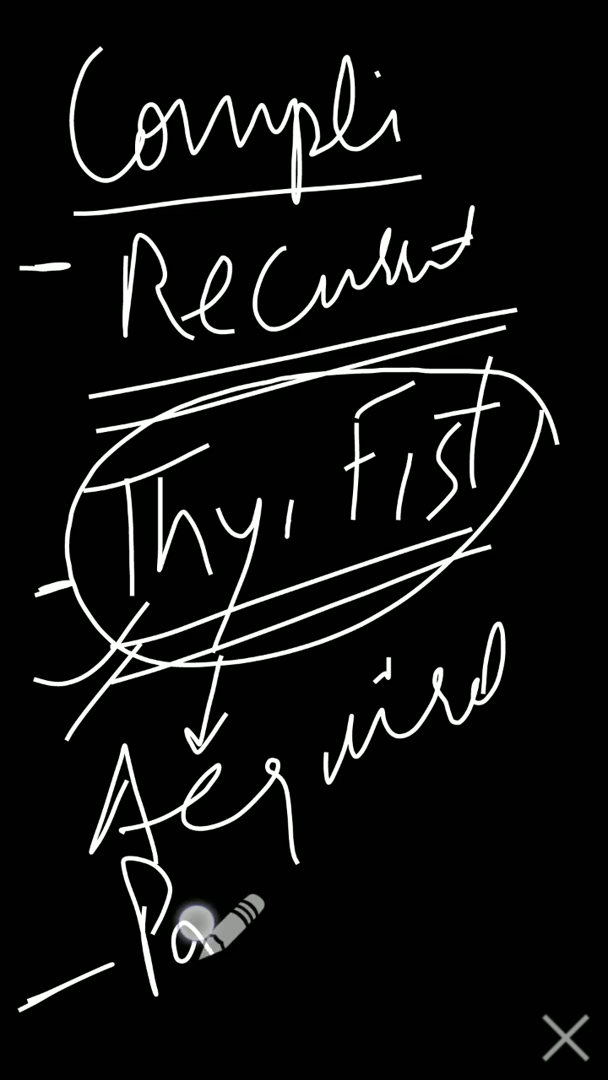 Compli
- Recurrent
- Thy. Fist
Acquired
- Pa